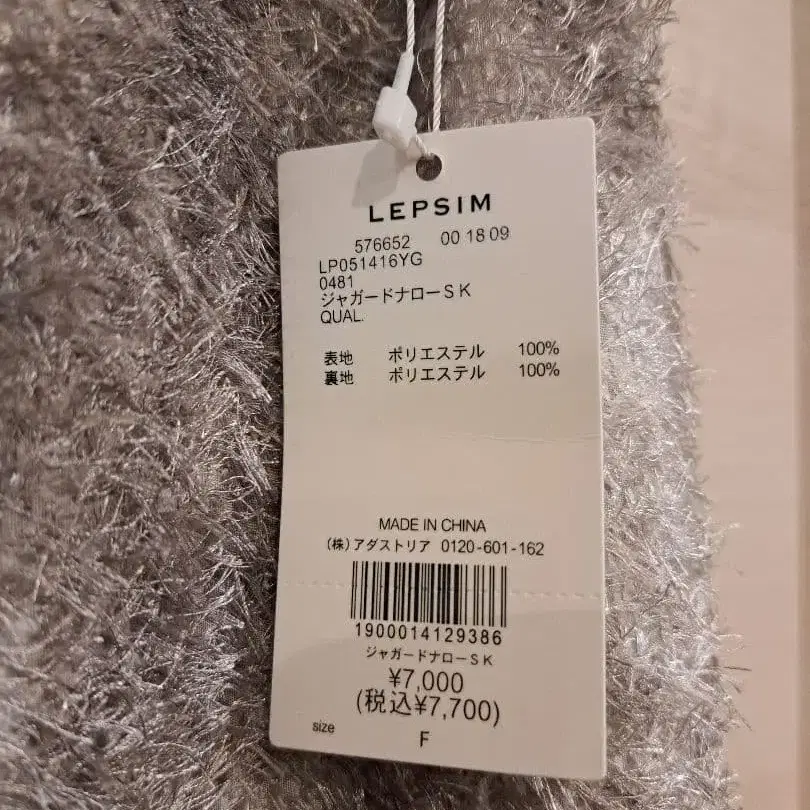 LEPSIM
576652 00 18 09
LP051416YG
0481
ジャガードナローSK
QUAL.
表地 ポリエステル 100%
裏地 ポリエステル 100%
MADE IN CHINA
(株)アダストリア 0120-601-162
1900014129386
ジャガードナローSK
¥7,000
(税込¥7,700)
size F